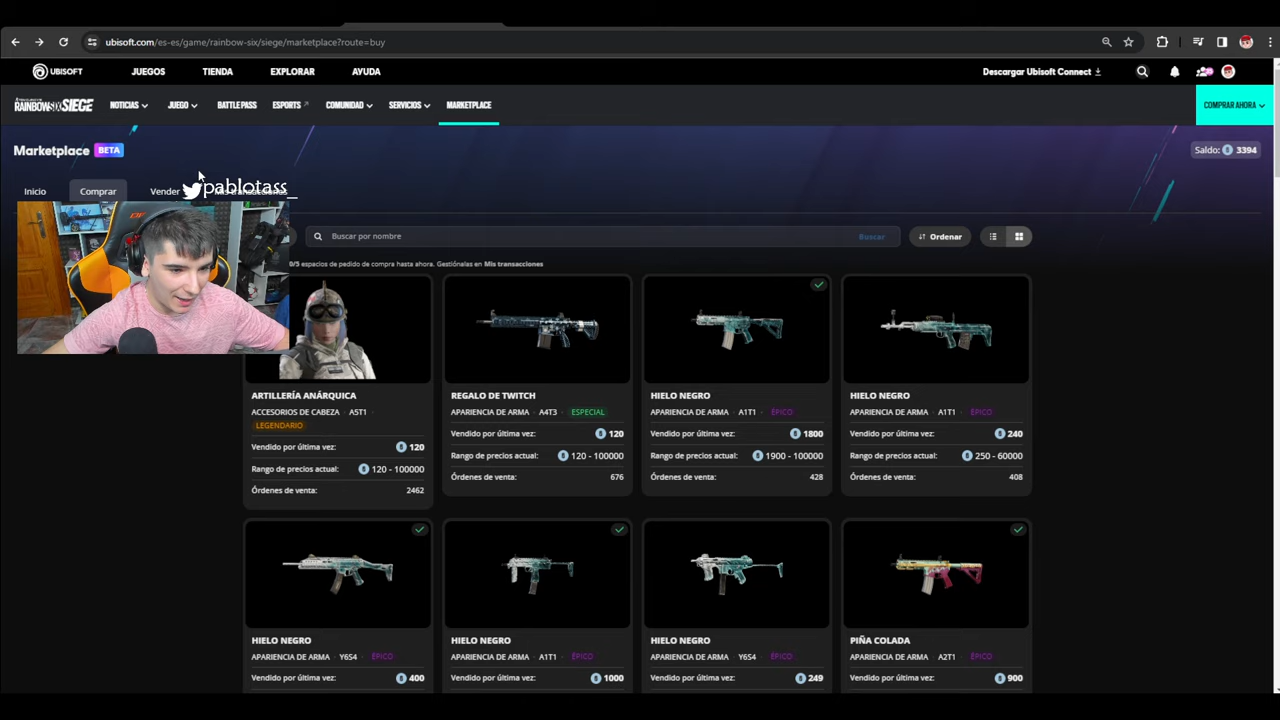 ubisoft.com/es-es/game/rainbow-six/siege/marketplace?route=buy
UBISOFT JUEGOS TIENDA EXPLORAR AYUDA Descargar Ubisoft Connect
RAINBOW SIX SIEGE NOTICIAS JUEGO BATTLE PASS ESPORTS COMUNIDAD SERVICIOS MARKETPLACE COMPRAR AHORA
Marketplace BETA Saldo: 3394
Inicio Comprar Vender Mis transacciones
pablotass_
Buscar por nombre Buscar Ordenar
0/5 espacios de pedido de compra hasta ahora. Gestiónalas en Mis transacciones
ARTILLERÍA ANÁRQUICA
ACCESORIOS DE CABEZA · A5T1 ·
LEGENDARIO
Vendido por última vez: 120
Rango de precios actual: 120 - 100000
Órdenes de venta: 2462
REGALO DE TWITCH
APARIENCIA DE ARMA · A4T3 · ESPECIAL
Vendido por última vez: 120
Rango de precios actual: 120 - 100000
Órdenes de venta: 676
HIELO NEGRO
APARIENCIA DE ARMA · A1T1 · ÉPICO
Vendido por última vez: 1800
Rango de precios actual: 1900 - 100000
Órdenes de venta: 428
HIELO NEGRO
APARIENCIA DE ARMA · A1T1 · ÉPICO
Vendido por última vez: 240
Rango de precios actual: 250 - 60000
Órdenes de venta: 408
HIELO NEGRO
APARIENCIA DE ARMA · Y6S4 · ÉPICO
Vendido por última vez: 400
HIELO NEGRO
APARIENCIA DE ARMA · A1T1 · ÉPICO
Vendido por última vez: 1000
HIELO NEGRO
APARIENCIA DE ARMA · Y6S4 · ÉPICO
Vendido por última vez: 249
PIÑA COLADA
APARIENCIA DE ARMA · A2T1 · ÉPICO
Vendido por última vez: 900